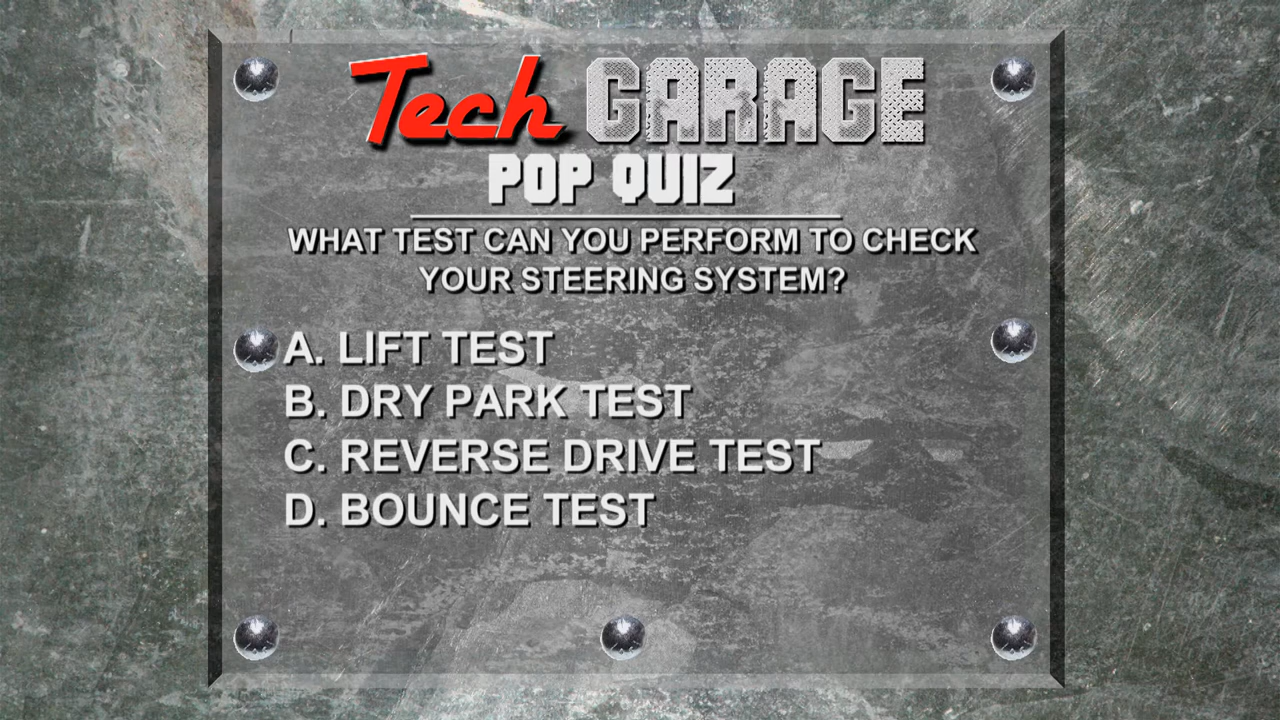 Tech GARAGE
POP QUIZ
WHAT TEST CAN YOU PERFORM TO CHECK
YOUR STEERING SYSTEM?
A. LIFT TEST
B. DRY PARK TEST
C. REVERSE DRIVE TEST
D. BOUNCE TEST